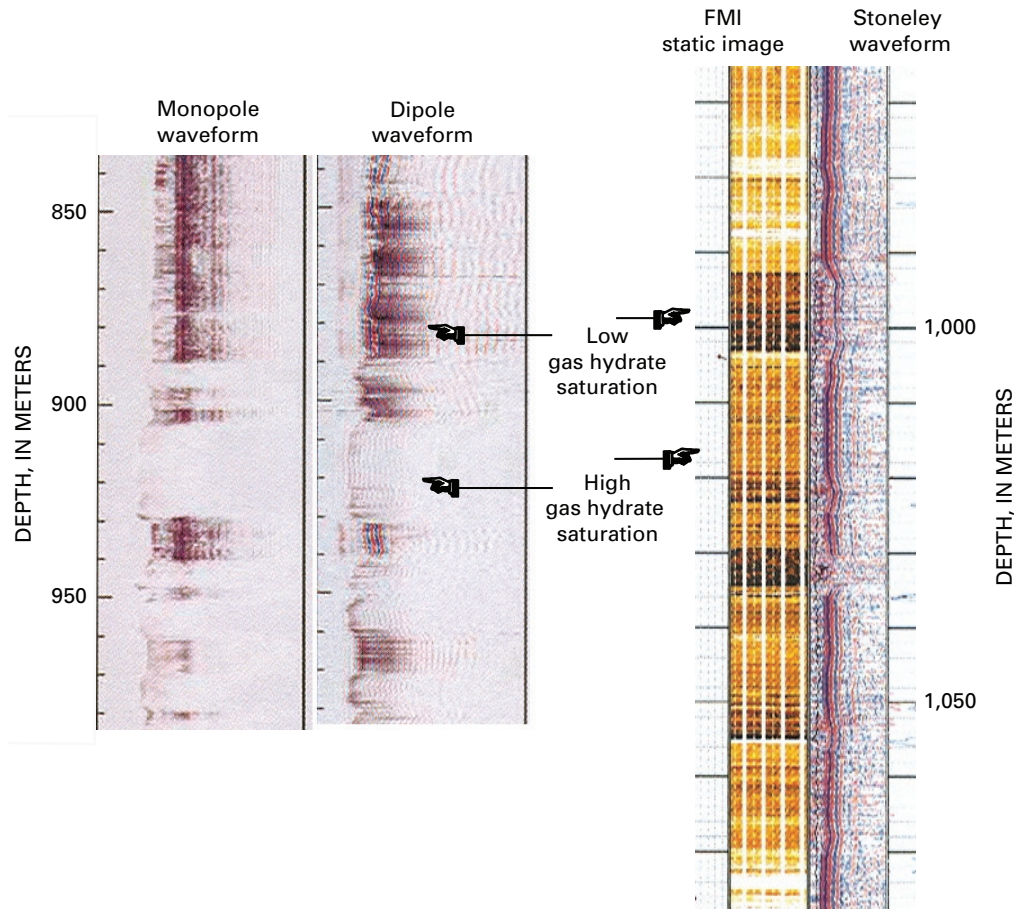 FMI
static image
Stoneley
waveform
Monopole
waveform
Dipole
waveform
DEPTH, IN METERS
850
900
950
Low
gas hydrate
saturation
High
gas hydrate
saturation
1,000
1,050
DEPTH, IN METERS